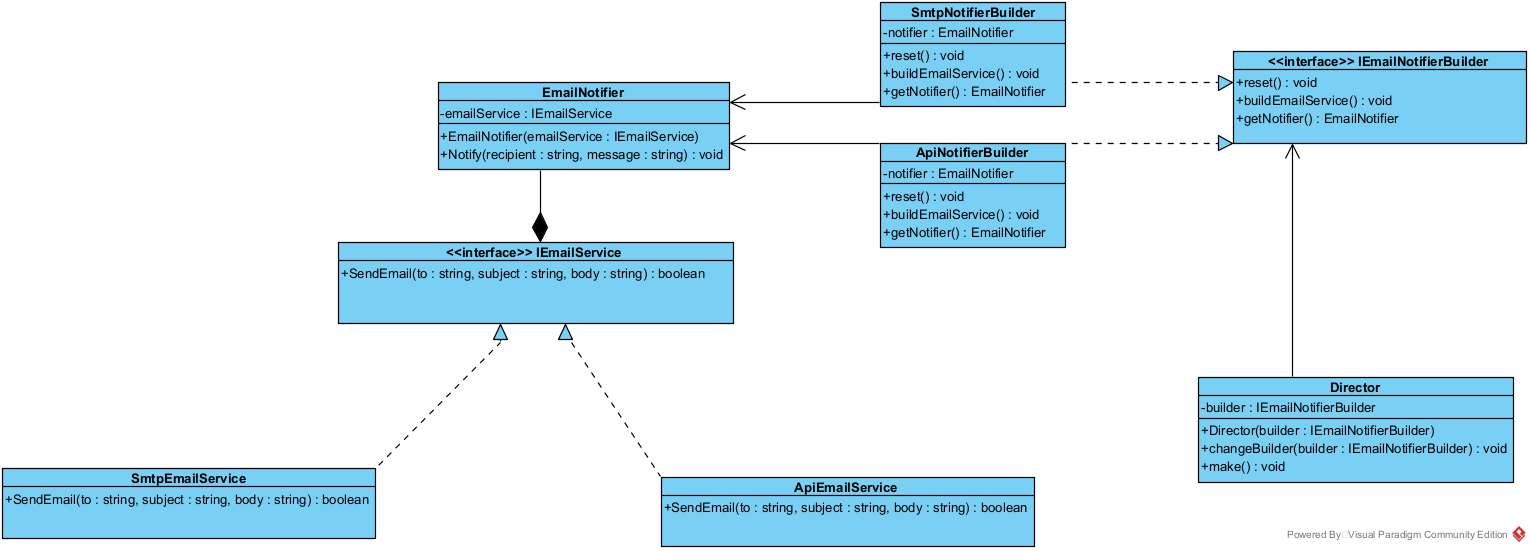 SmtpNotifierBuilder
-notifier : EmailNotifier
+reset() : void
+buildEmailService() : void
+getNotifier() : EmailNotifier
<<interface>> IEmailNotifierBuilder
+reset() : void
+buildEmailService() : void
+getNotifier() : EmailNotifier
EmailNotifier
-emailService : IEmailService
+EmailNotifier(emailService : IEmailService)
+Notify(recipient : string, message : string) : void
ApiNotifierBuilder
-notifier : EmailNotifier
+reset() : void
+buildEmailService() : void
+getNotifier() : EmailNotifier
<<interface>> IEmailService
+SendEmail(to : string, subject : string, body : string) : boolean
Director
-builder : IEmailNotifierBuilder
+Director(builder : IEmailNotifierBuilder)
+changeBuilder(builder : IEmailNotifierBuilder) : void
+make() : void
SmtpEmailService
+SendEmail(to : string, subject : string, body : string) : boolean
ApiEmailService
+SendEmail(to : string, subject : string, body : string) : boolean
Powered By Visual Paradigm Community Edition